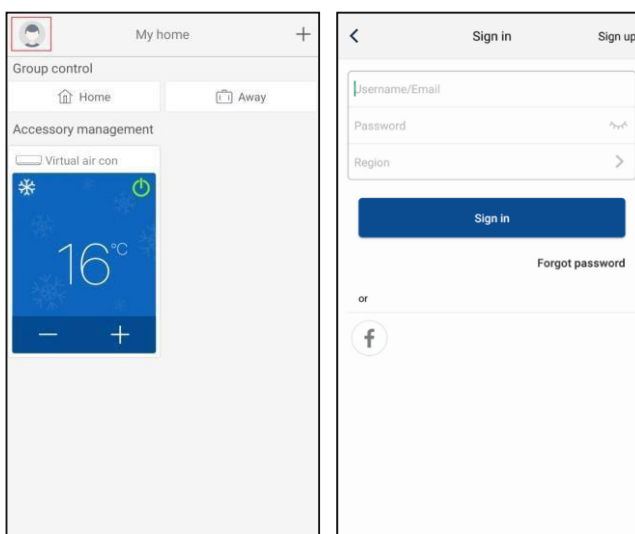 My home
+
Group control
Home
Away
Accessory management
Virtual air con
16°C
− +
Sign in
Sign up
Username/Email
Password
Region
Sign in
Forgot password
or
f